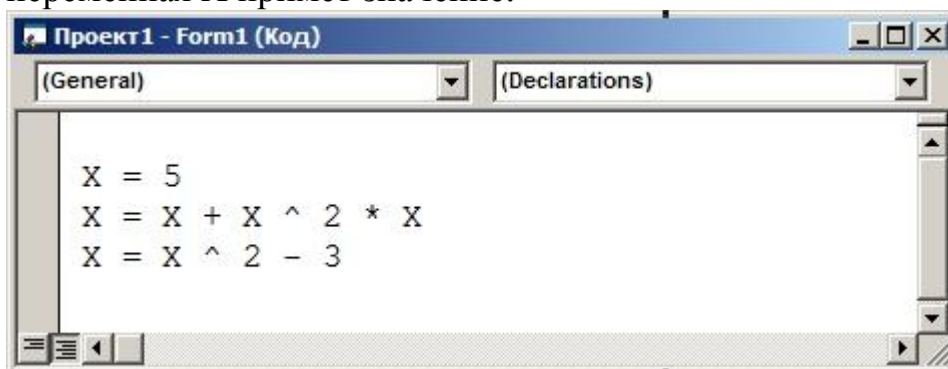 Проект1 - Form1 (Код)
(General) (Declarations)
X = 5
X = X + X ^ 2 * X
X = X ^ 2 - 3